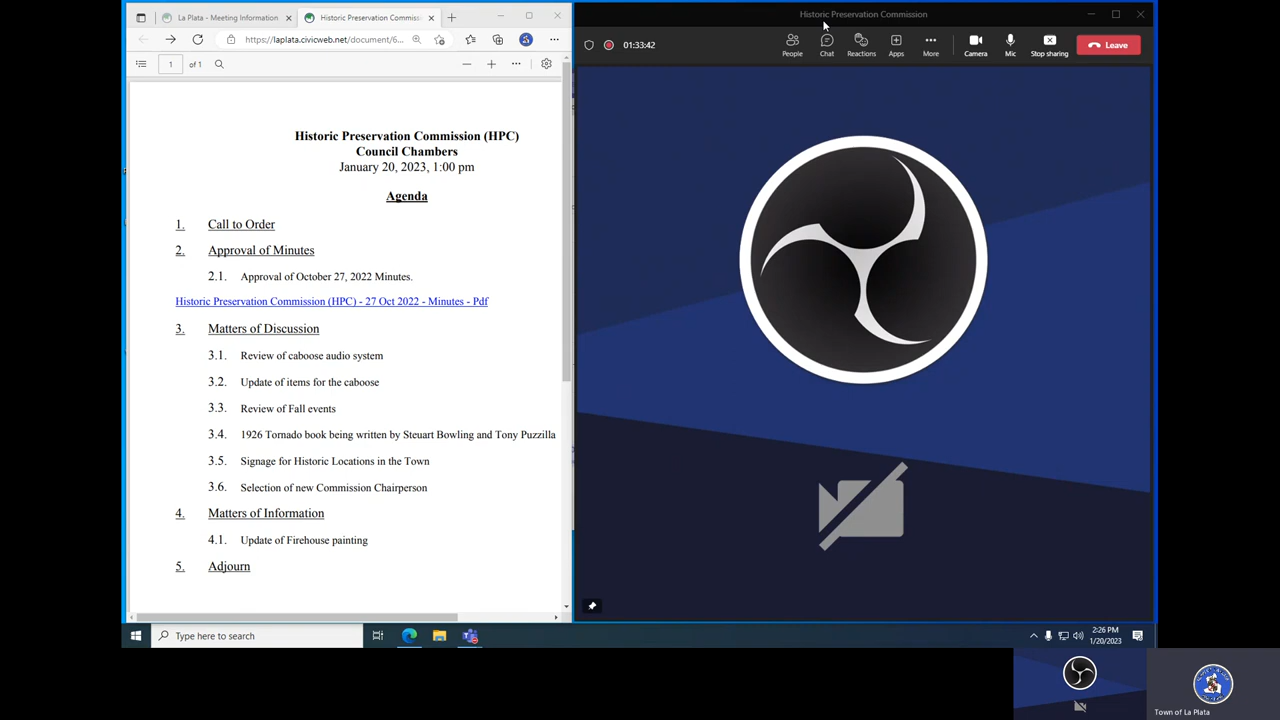 La Plata - Meeting Information
Historic Preservation Commiss
Historic Preservation Commission
https://laplata.civicweb.net/document/6...
01:33:42
People
Chat
Reactions
Apps
More
Camera
Mic
Stop sharing
Leave
1
of 1
Historic Preservation Commission (HPC)
Council Chambers
January 20, 2023, 1:00 pm
Agenda
1. Call to Order
2. Approval of Minutes
2.1. Approval of October 27, 2022 Minutes.
Historic Preservation Commission (HPC) - 27 Oct 2022 - Minutes - Pdf
3. Matters of Discussion
3.1. Review of caboose audio system
3.2. Update of items for the caboose
3.3. Review of Fall events
3.4. 1926 Tornado book being written by Steuart Bowling and Tony Puzzilla
3.5. Signage for Historic Locations in the Town
3.6. Selection of new Commission Chairperson
4. Matters of Information
4.1. Update of Firehouse painting
5. Adjourn
Type here to search
2:26 PM
1/20/2023
Town of La Plata